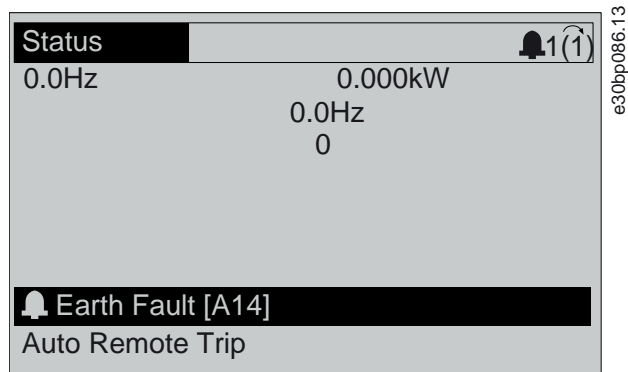 Status 1(1)
0.0Hz 0.000kW
0.0Hz
0
Earth Fault [A14]
Auto Remote Trip
e30bp086.13